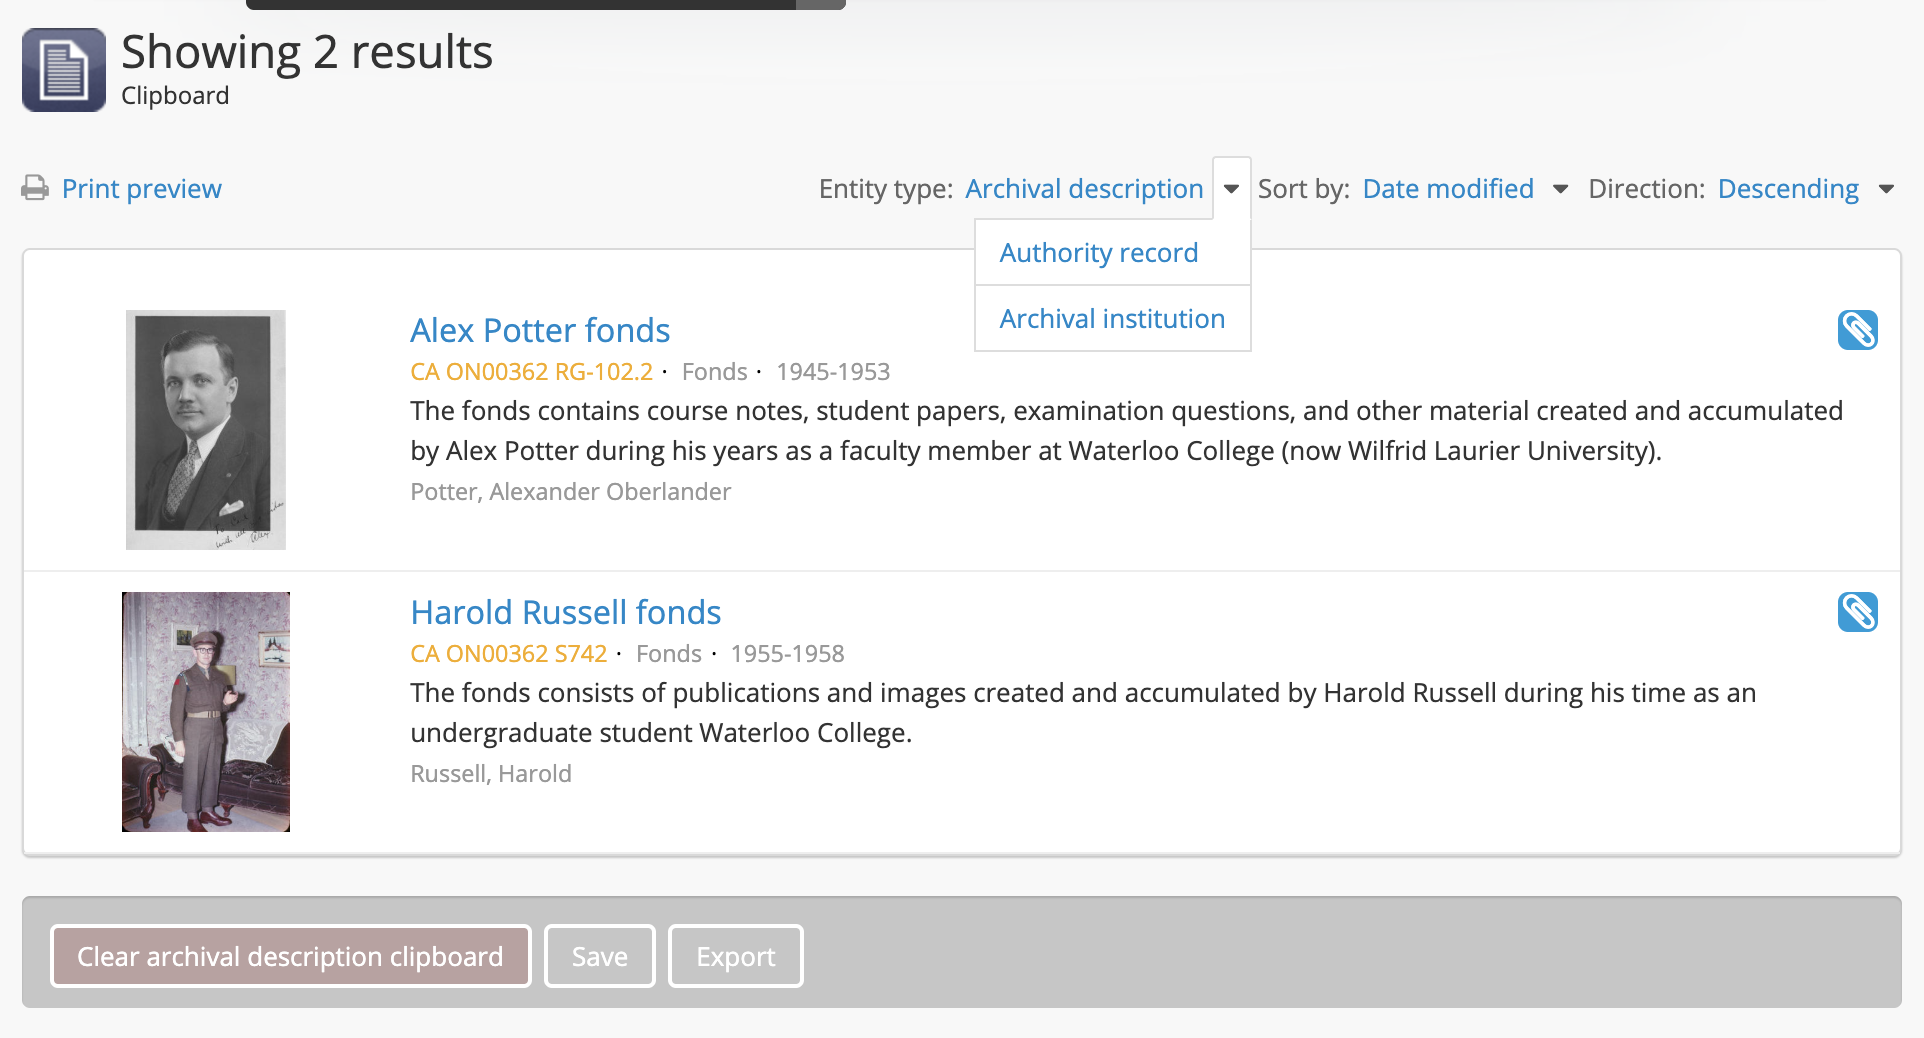 Showing 2 results
Clipboard
Print preview
Entity type: Archival description Sort by: Date modified Direction: Descending
Authority record
Archival institution
Alex Potter fonds
CA ON00362 RG-102.2 · Fonds · 1945-1953
The fonds contains course notes, student papers, examination questions, and other material created and accumulated
by Alex Potter during his years as a faculty member at Waterloo College (now Wilfrid Laurier University).
Potter, Alexander Oberlander
Harold Russell fonds
CA ON00362 S742 · Fonds · 1955-1958
The fonds consists of publications and images created and accumulated by Harold Russell during his time as an
undergraduate student Waterloo College.
Russell, Harold
Clear archival description clipboard Save Export